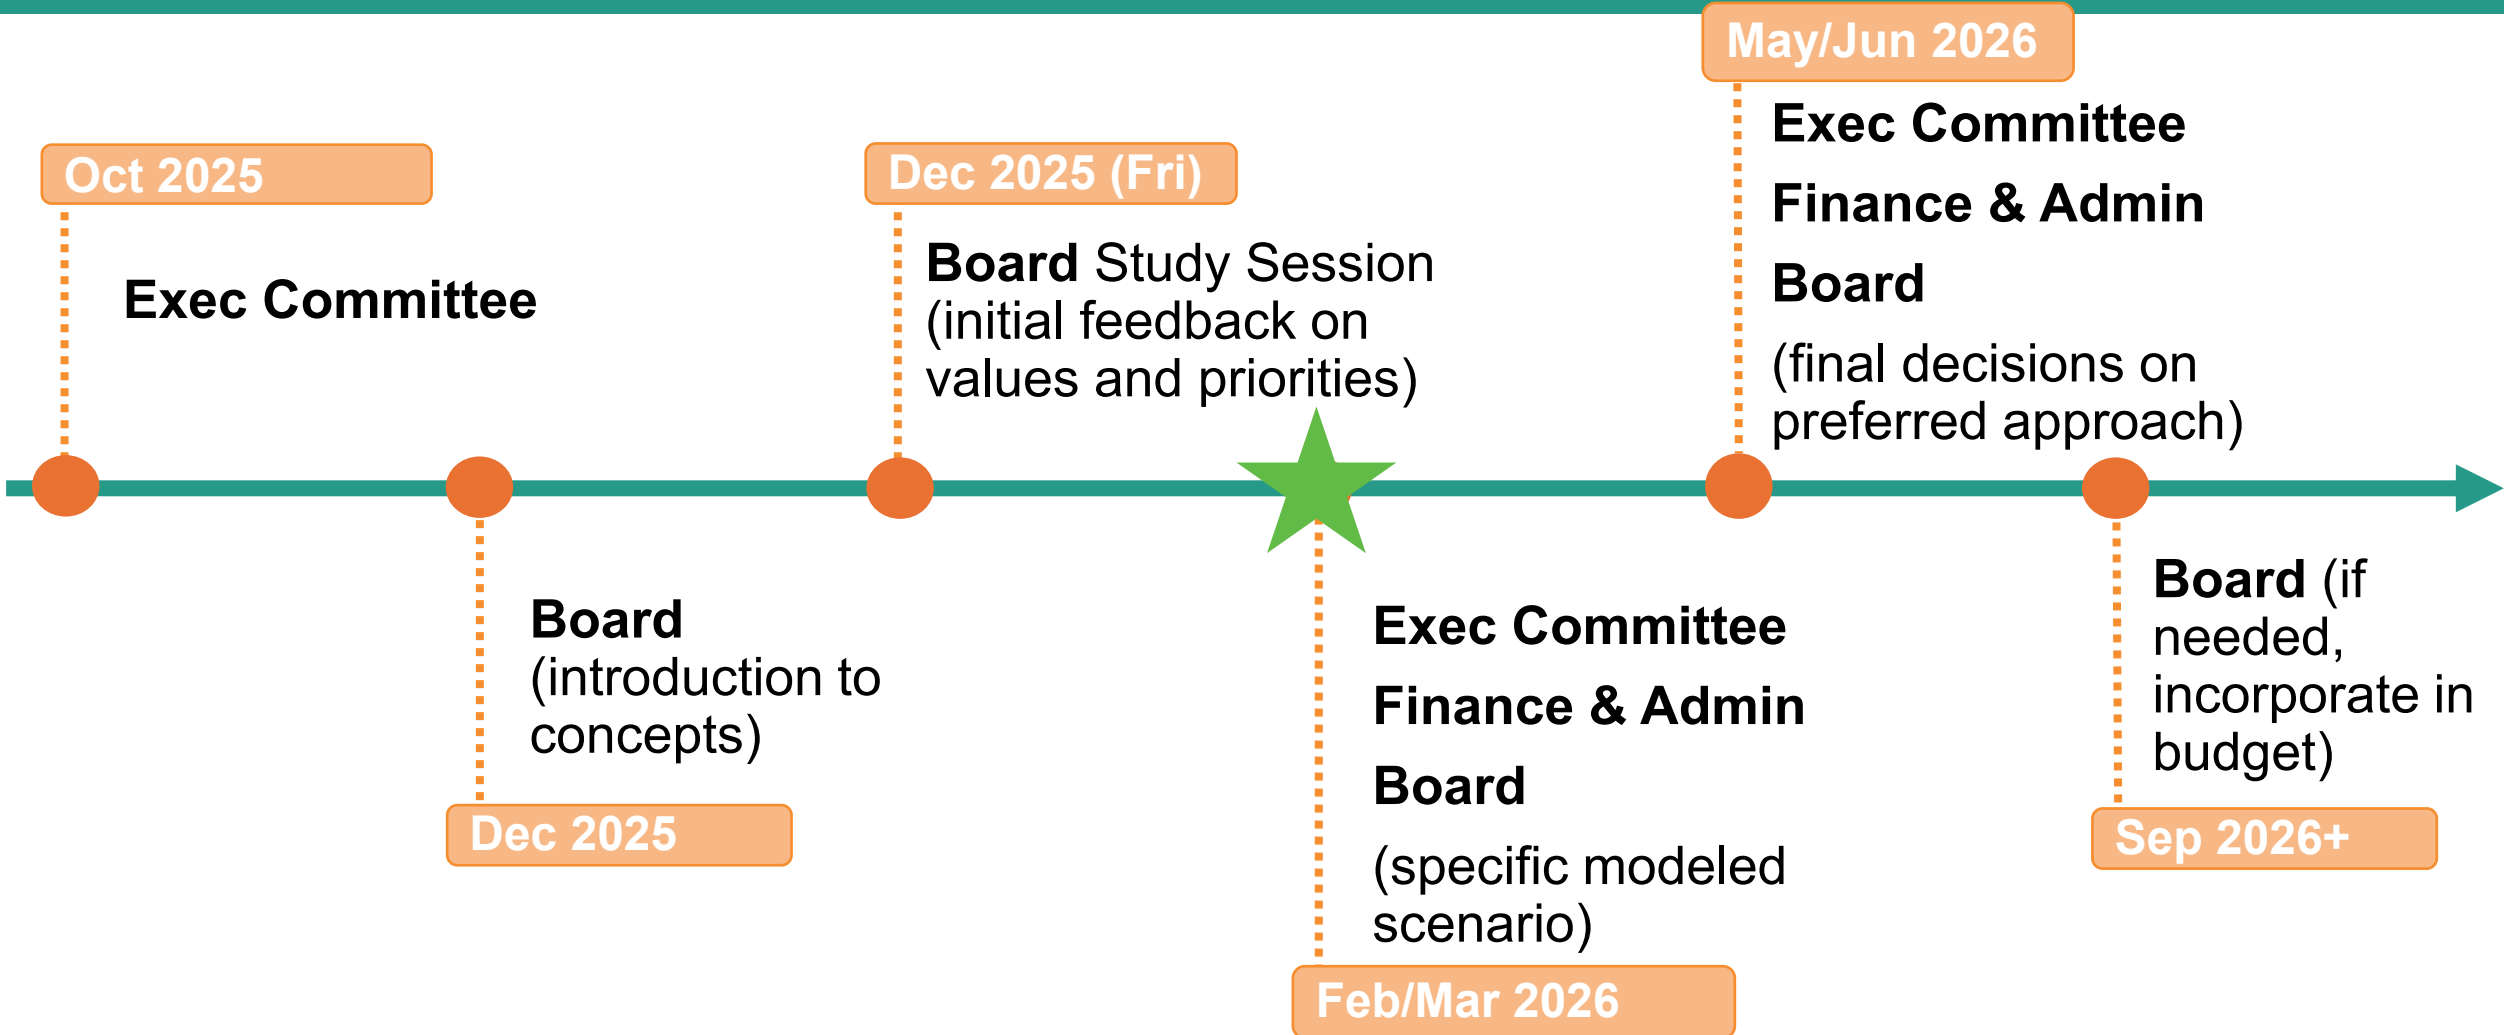 Oct 2025
Exec Committee
Board
(introduction to
concepts)
Dec 2025
Dec 2025 (Fri)
Board Study Session
(initial feedback on
values and priorities)
Exec Committee
Finance & Admin
Board
(specific modeled
scenario)
Feb/Mar 2026
May/Jun 2026
Exec Committee
Finance & Admin
Board
(final decisions on
preferred approach)
Board (if
needed,
incorporate in
budget)
Sep 2026+